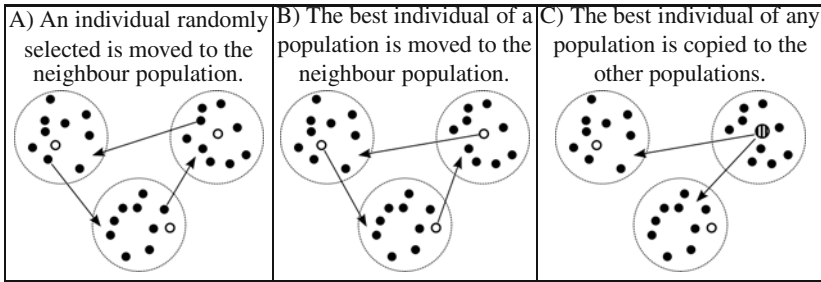 A) An individual randomly
selected is moved to the
neighbour population.
B) The best individual of a
population is moved to the
neighbour population.
C) The best individual of any
population is copied to the
other populations.